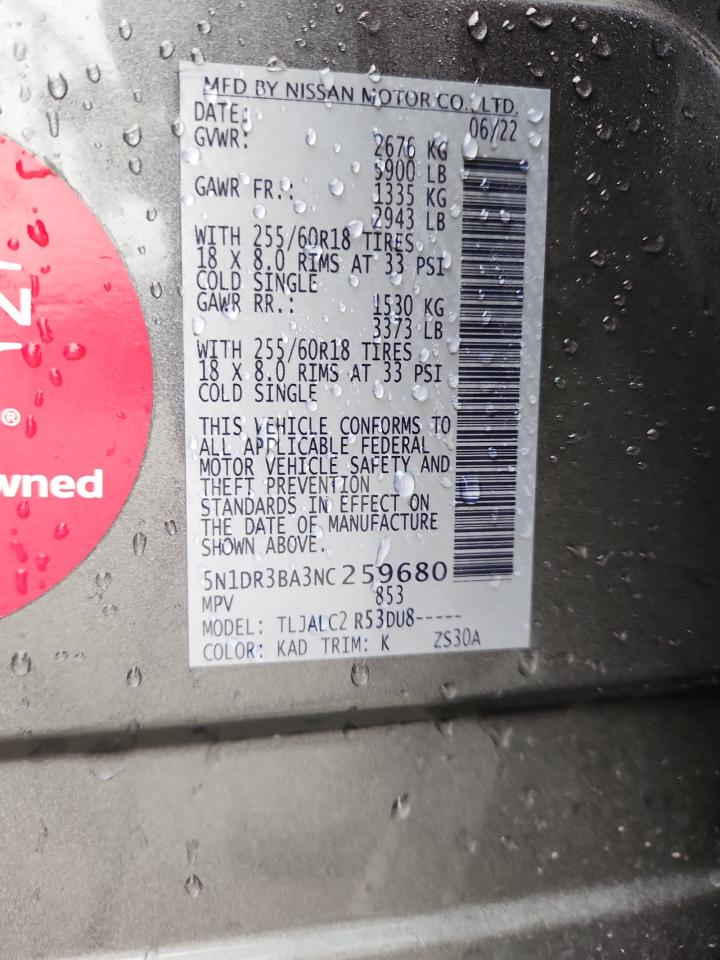 MFD BY NISSAN MOTOR CO., LTD.
DATE: 06/22
GVWR: 2676 KG
5900 LB
GAWR FR.: 1335 KG
2943 LB
WITH 255/60R18 TIRES
18 X 8.0 RIMS AT 33 PSI
COLD SINGLE
GAWR RR.: 1530 KG
3373 LB
WITH 255/60R18 TIRES
18 X 8.0 RIMS AT 33 PSI
COLD SINGLE
THIS VEHICLE CONFORMS TO
ALL APPLICABLE FEDERAL
MOTOR VEHICLE SAFETY AND
THEFT PREVENTION
STANDARDS IN EFFECT ON
THE DATE OF MANUFACTURE
SHOWN ABOVE.
5N1DR3BA3NC259680
MPV 853
MODEL: TLJALC2 R53DU8-----
COLOR: KAD TRIM: K ZS30A
®
wned